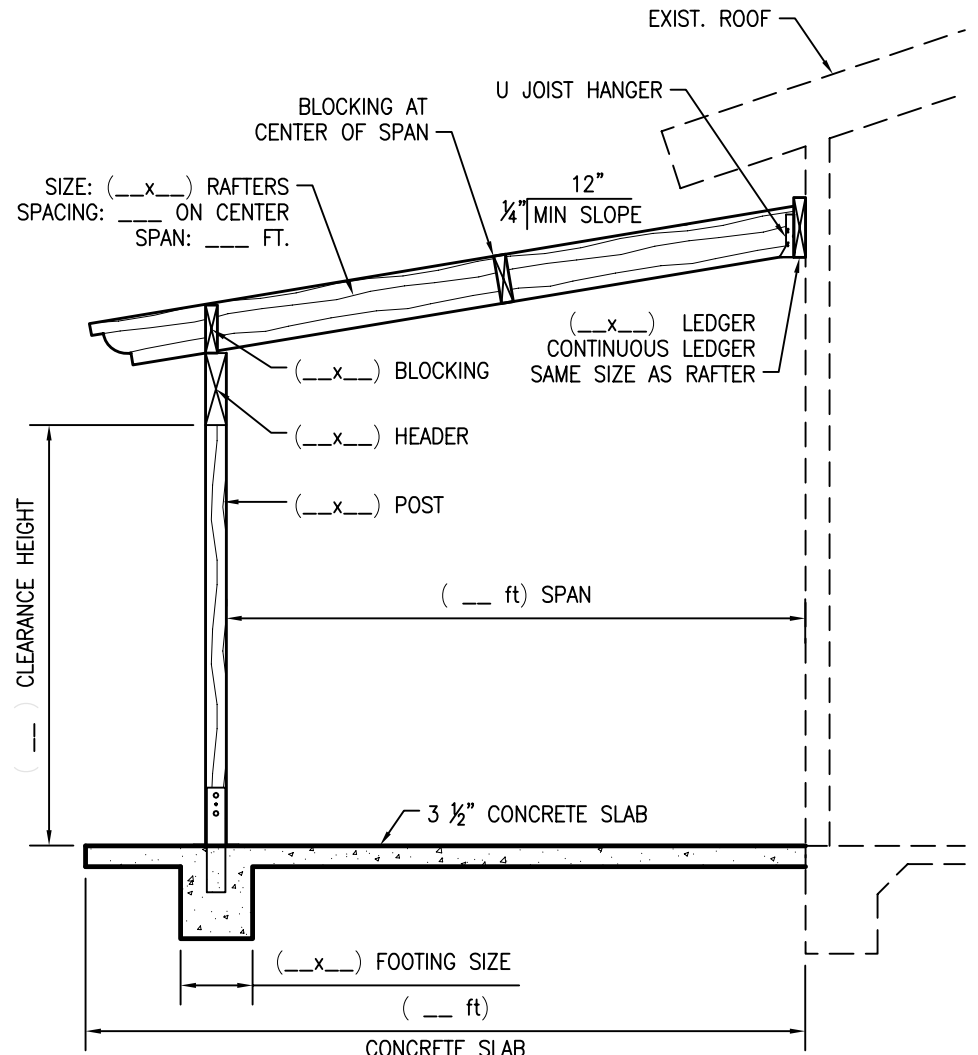 EXIST. ROOF
U JOIST HANGER
BLOCKING AT
CENTER OF SPAN
SIZE: (__x__) RAFTERS
SPACING: ___ ON CENTER
SPAN: ___ FT.
12"
¼" MIN SLOPE
(__x__) LEDGER
CONTINUOUS LEDGER
SAME SIZE AS RAFTER
(__x__) BLOCKING
(__x__) HEADER
(__x__) POST
( __ ) CLEARANCE HEIGHT
( __ ft) SPAN
3 ½" CONCRETE SLAB
(__x__) FOOTING SIZE
( __ ft)
CONCRETE SLAB